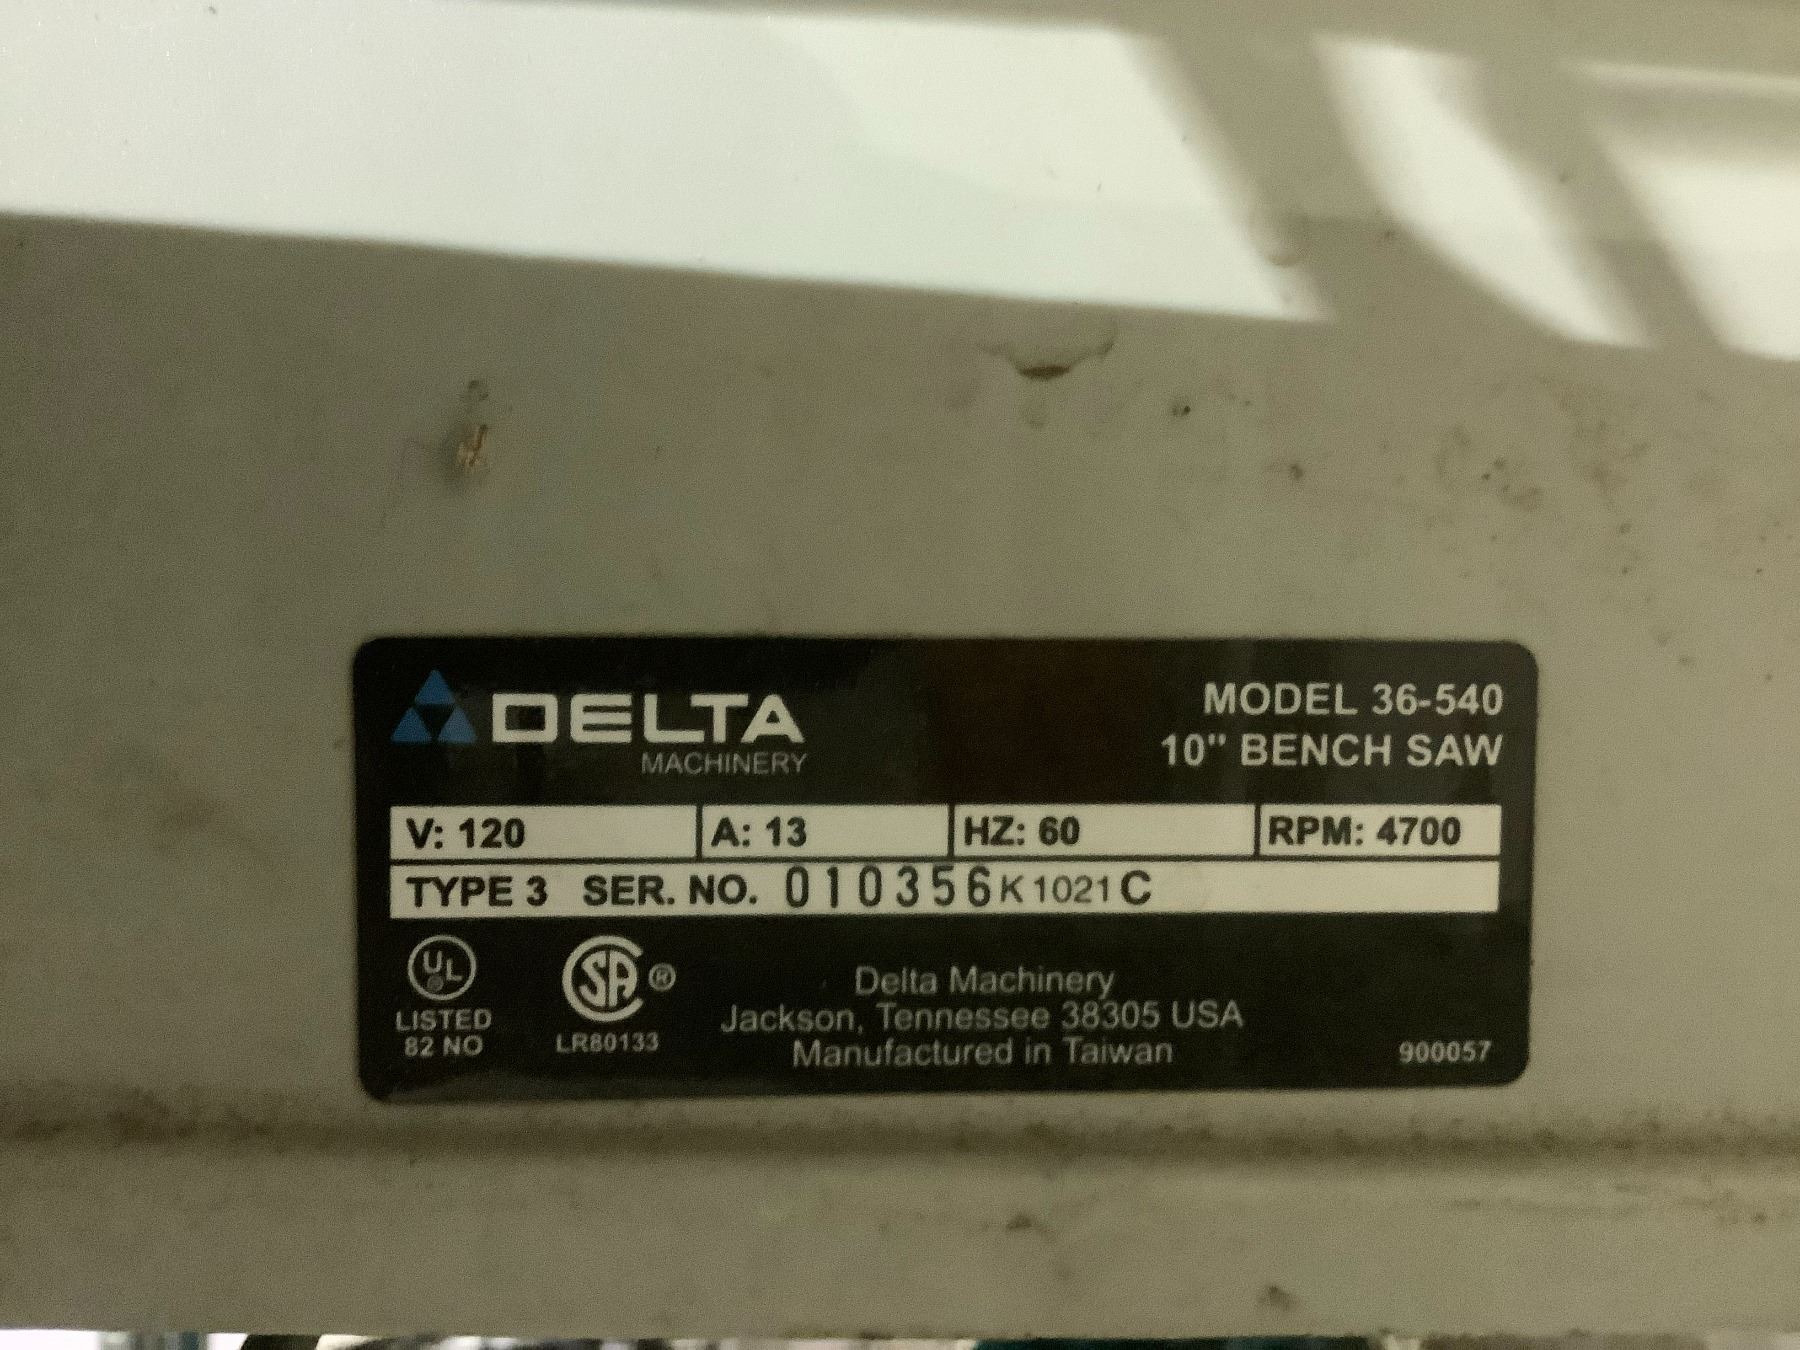 DELTA
MACHINERY
MODEL 36-540
10" BENCH SAW
V: 120 A: 13 HZ: 60 RPM: 4700
TYPE 3 SER. NO. 010356K1021C
UL
LISTED
82 NO
SA ®
LR80133
Delta Machinery
Jackson, Tennessee 38305 USA
Manufactured in Taiwan
900057